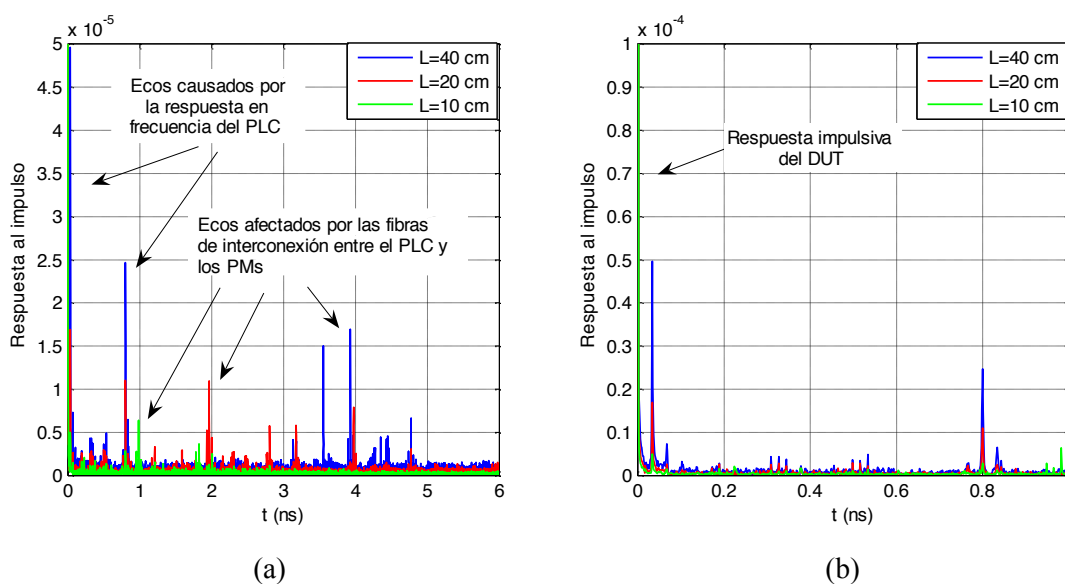 x 10⁻⁵
5
4.5
4
3.5
3
2.5
2
1.5
1
0.5
0
0 1 2 3 4 5 6
t (ns)
Respuesta al impulso
L=40 cm
L=20 cm
L=10 cm
Ecos causados por
la respuesta en
frecuencia del PLC
Ecos afectados por las fibras
de interconexión entre el PLC y
los PMs
(a)
x 10⁻⁴
1
0.9
0.8
0.7
0.6
0.5
0.4
0.3
0.2
0.1
0
0 0.2 0.4 0.6 0.8
t (ns)
Respuesta al impulso
L=40 cm
L=20 cm
L=10 cm
Respuesta impulsiva
del DUT
(b)